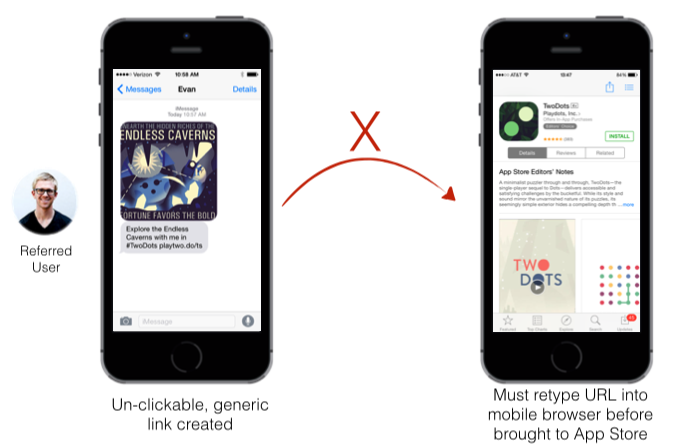 X
Verizon
10:58 AM
Messages
Evan
Details
iMessage
Today 10:57 AM
UNEARTH THE HIDDEN RICHES OF THE
ENDLESS CAVERNS
FORTUNE FAVORS THE BOLD
Explore the Endless
Caverns with me in
#TwoDots playtwo.do/ts
iMessage
Referred
User
Un-clickable, generic
link created
AT&T
10:47
84%
TwoDots
Playdots, Inc.
Offers In-App Purchases
Editors' Choice
INSTALL
Details
Reviews
Related
App Store Editors' Notes
A minimalist puzzler through and through, TwoDots—the
single-player sequel to Dots—delivers accessible and
satisfying challenges by the bucketful. While its style and
sound mirror the unvarnished nature of its puzzles, its
seemingly simple exterior hides a compelling depth th ...more
TWO
DOTS
Featured
Top Charts
Explore
Search
Updates
Must retype URL into
mobile browser before
brought to App Store